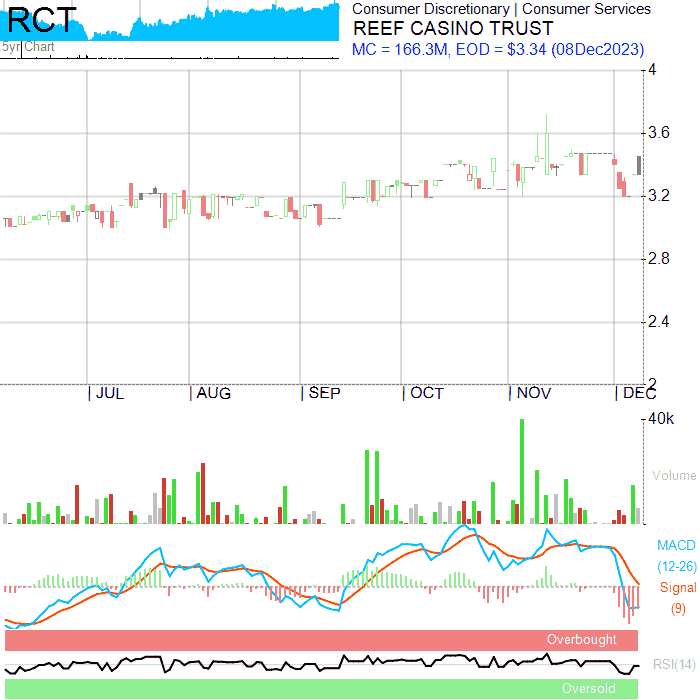 RCT
5yr Chart
Consumer Discretionary | Consumer Services
REEF CASINO TRUST
MC = 166.3M, EOD = $3.34 (08Dec2023)
4
3.6
3.2
2.8
2.4
2
JUL AUG SEP OCT NOV DEC
40k
Volume
MACD
(12-26)
Signal
(9)
Overbought
RSI(14)
Oversold